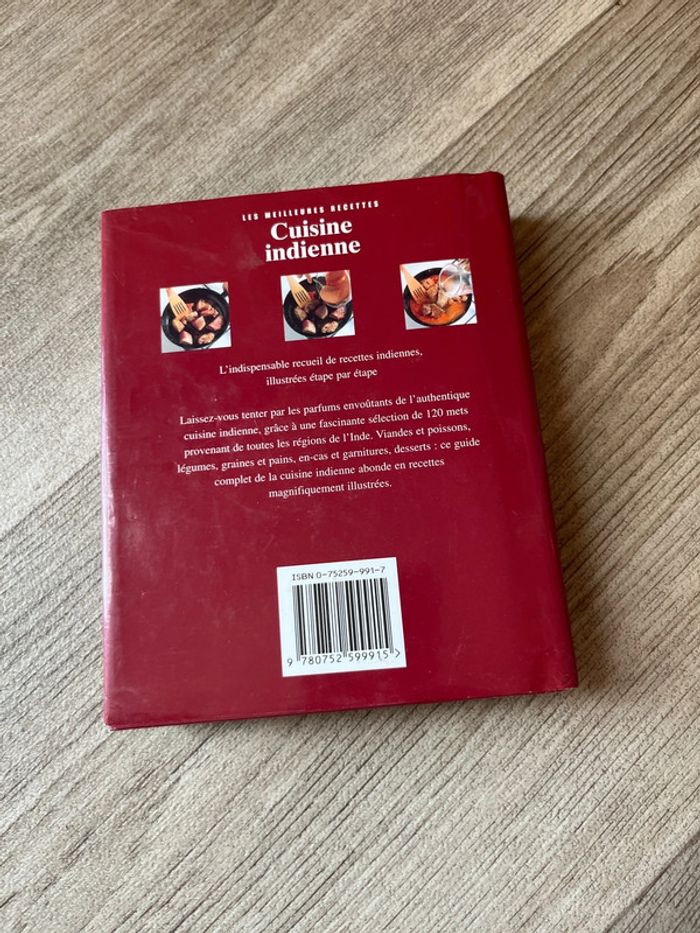 LES MEILLEURES RECETTES
Cuisine
indienne
L'indispensable recueil de recettes indiennes,
illustrées étape par étape
Laissez-vous tenter par les parfums envoûtants de l'authentique
cuisine indienne, grâce à une fascinante sélection de 120 mets
provenant de toutes les régions de l'Inde. Viandes et poissons,
légumes, graines et pains, en-cas et garnitures, desserts : ce guide
complet de la cuisine indienne abonde en recettes
magnifiquement illustrées.
ISBN 0-75259-991-7
9 780752 599915 >